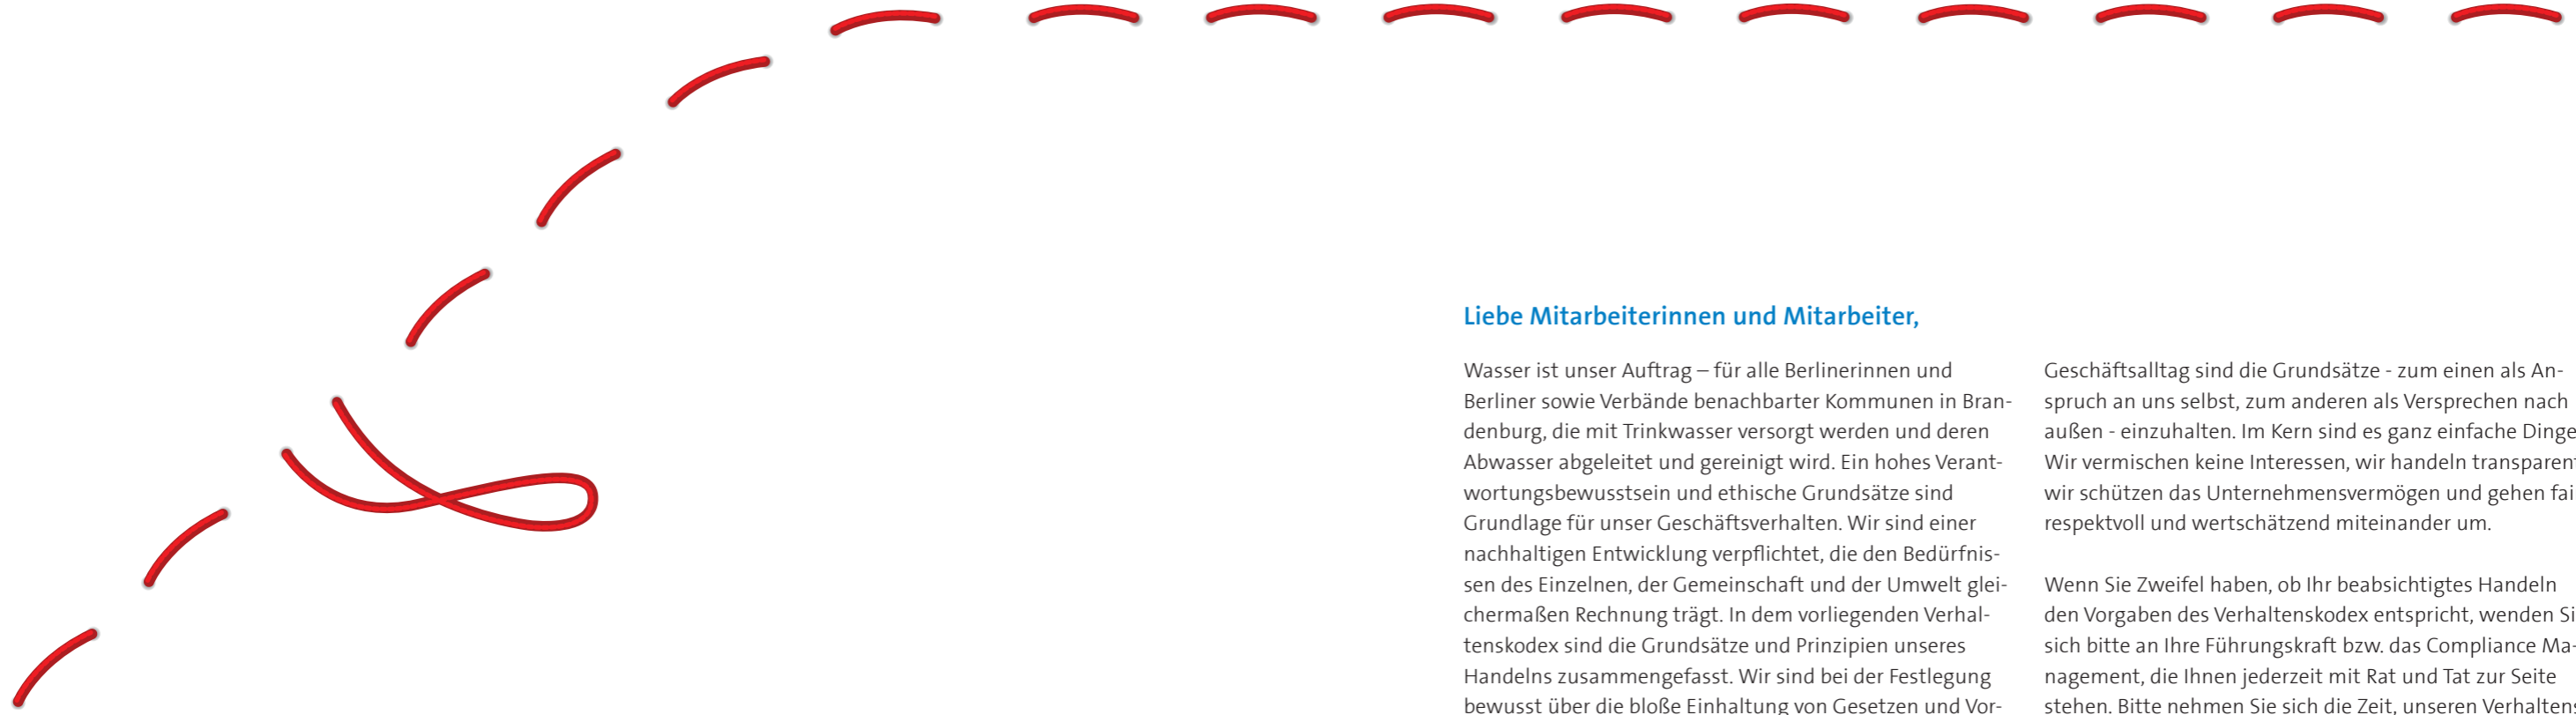 Liebe Mitarbeiterinnen und Mitarbeiter,
Wasser ist unser Auftrag – für alle Berlinerinnen und
Berliner sowie Verbände benachbarter Kommunen in Bran-
denburg, die mit Trinkwasser versorgt werden und deren
Abwasser abgeleitet und gereinigt wird. Ein hohes Verant-
wortungsbewusstsein und ethische Grundsätze sind
Grundlage für unser Geschäftsverhalten. Wir sind einer
nachhaltigen Entwicklung verpflichtet, die den Bedürfnis-
sen des Einzelnen, der Gemeinschaft und der Umwelt glei-
chermaßen Rechnung trägt. In dem vorliegenden Verhal-
tenskodex sind die Grundsätze und Prinzipien unseres
Handelns zusammengefasst. Wir sind bei der Festlegung
bewusst über die bloße Einhaltung von Gesetzen und Vor-
Geschäftsalltag sind die Grundsätze - zum einen als An-
spruch an uns selbst, zum anderen als Versprechen nach
außen - einzuhalten. Im Kern sind es ganz einfache Dinge
Wir vermischen keine Interessen, wir handeln transparent
wir schützen das Unternehmensvermögen und gehen fai
respektvoll und wertschätzend miteinander um.
Wenn Sie Zweifel haben, ob Ihr beabsichtigtes Handeln
den Vorgaben des Verhaltenskodex entspricht, wenden Si
sich bitte an Ihre Führungskraft bzw. das Compliance Ma-
nagement, die Ihnen jederzeit mit Rat und Tat zur Seite
stehen. Bitte nehmen Sie sich die Zeit, unseren Verhaltens